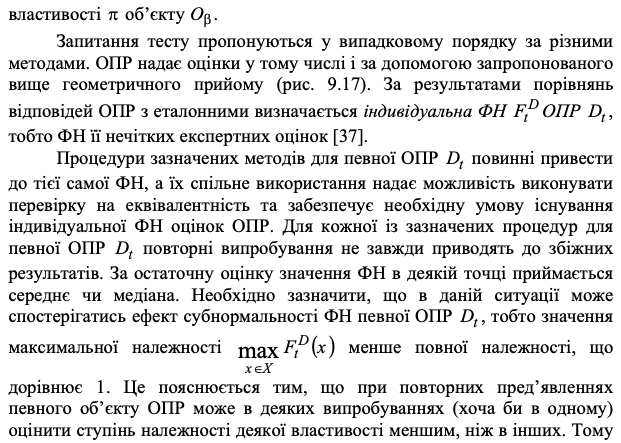 властивості π об’єкту Oβ.
Запитання тесту пропонуються у випадковому порядку за різними
методами. ОПР надає оцінки у тому числі і за допомогою запропонованого
вище геометричного прийому (рис. 9.17). За результатами порівнянь
відповідей ОПР з еталонними визначається індивідуальна ФН F_t^D ОПР D_t,
тобто ФН її нечітких експертних оцінок [37].
Процедури зазначених методів для певної ОПР D_t повинні привести
до тієї самої ФН, а їх спільне використання надає можливість виконувати
перевірку на еквівалентність та забезпечує необхідну умову існування
індивідуальної ФН оцінок ОПР. Для кожної із зазначених процедур для
певної ОПР D_t повторні випробування не завжди приводять до збіжних
результатів. За остаточну оцінку значення ФН в деякій точці приймається
середнє чи медіана. Необхідно зазначити, що в даній ситуації може
спостерігатись ефект субнормальності ФН певної ОПР D_t, тобто значення
максимальної належності max F_t^D(x) менше повної належності, що
x∈X
дорівнює 1. Це пояснюється тим, що при повторних пред’явленнях
певного об’єкту ОПР може в деяких випробуваннях (хоча би в одному)
оцінити ступінь належності деякої властивості меншим, ніж в інших. Тому